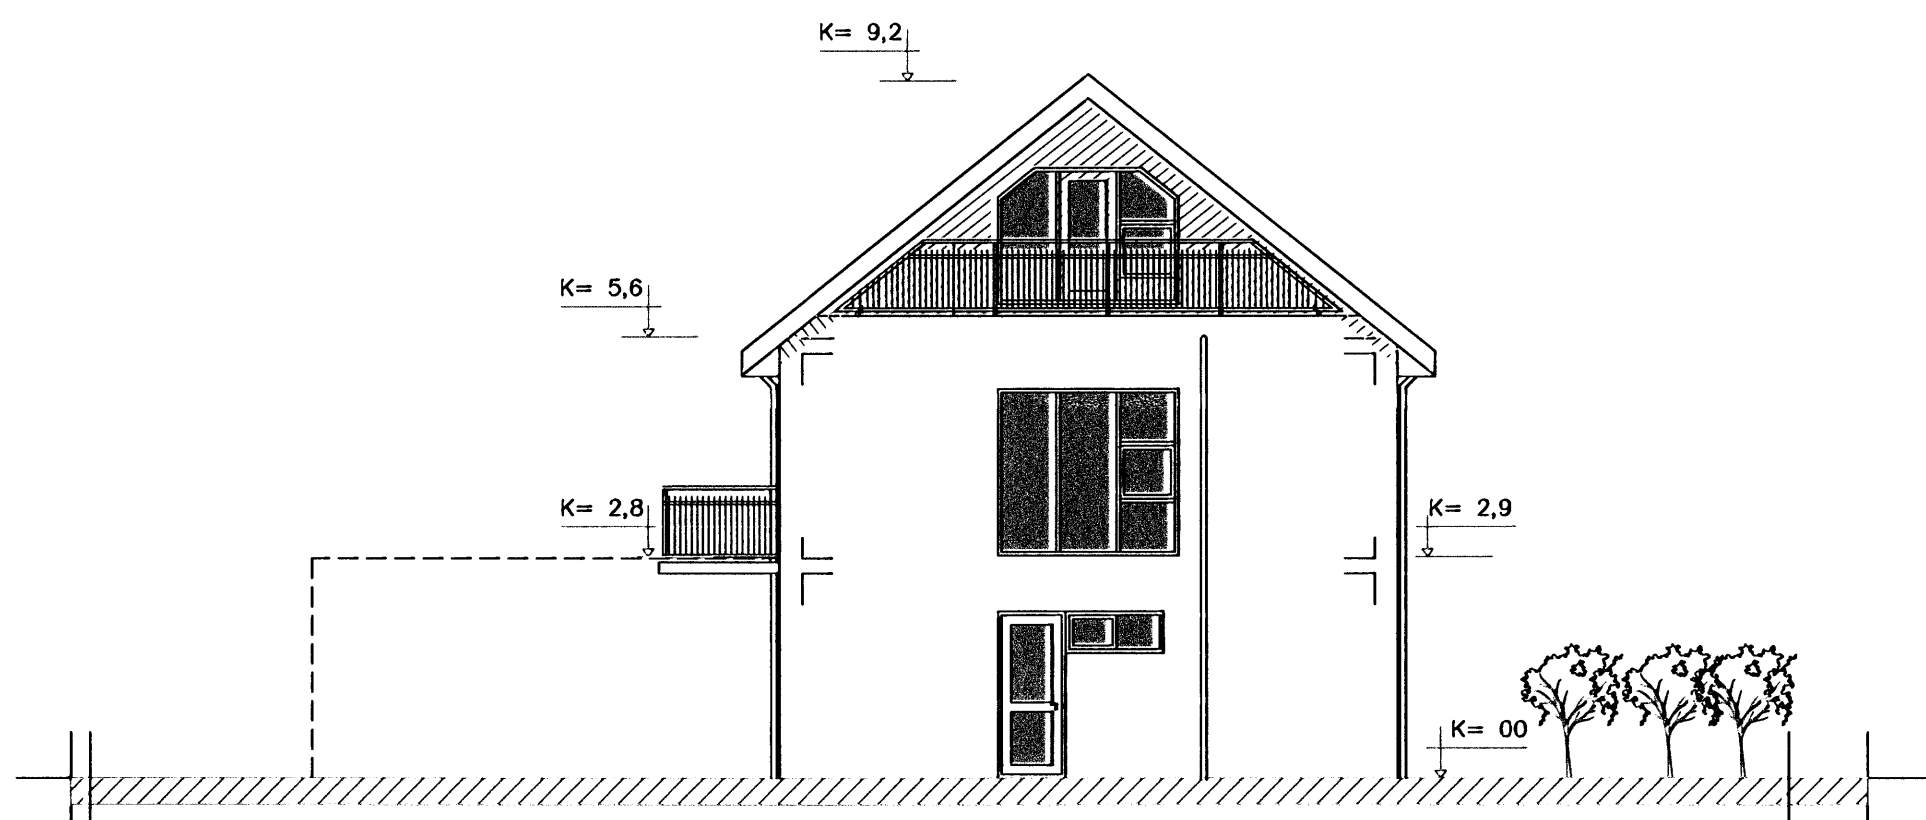 K= 9,2
K= 5,6
K= 2,8
K= 2,9
K= 00